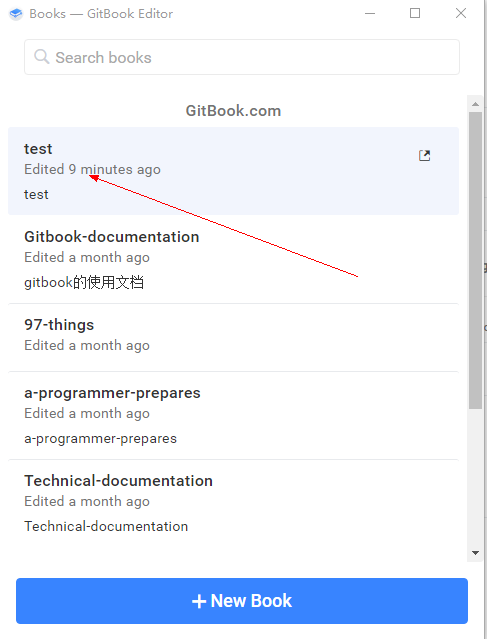 Books — GitBook Editor
Search books
GitBook.com
test
Edited 9 minutes ago
test
Gitbook-documentation
Edited a month ago
gitbook的使用文档
97-things
Edited a month ago
a-programmer-prepares
Edited a month ago
a-programmer-prepares
Technical-documentation
Edited a month ago
Technical-documentation
New Book